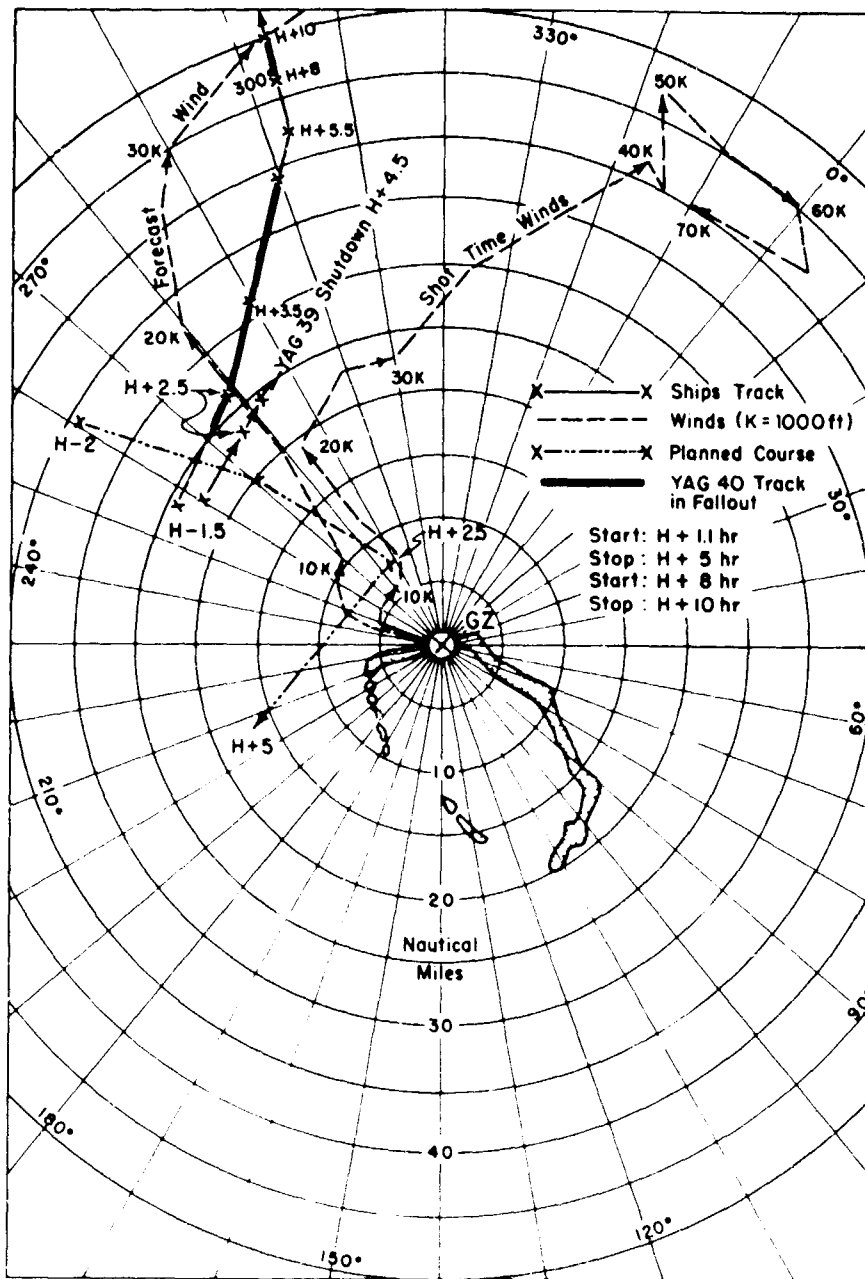 H+10
330°
Wind
300°
H+8
50K
H+5.5
30K
40K
0°
YAG 39 Shutdown H+4.5
60K
Shot Time Winds
70K
Forecast
270°
H+3.5
20K
30K
H+2.5
X X Ships Track
H-2
Winds (K=1000ft)
20K
X X Planned Course
YAG 40 Track
in Fallout
30°
H-1.5
H+2.5
Start: H+1.1 hr
240°
Stop: H+5 hr
10K
Start: H+8 hr
10K
Stop: H+10 hr
GZ
60°
H+5
10
210°
20
Nautical
Miles
90°
30
180°
40
120°
150°